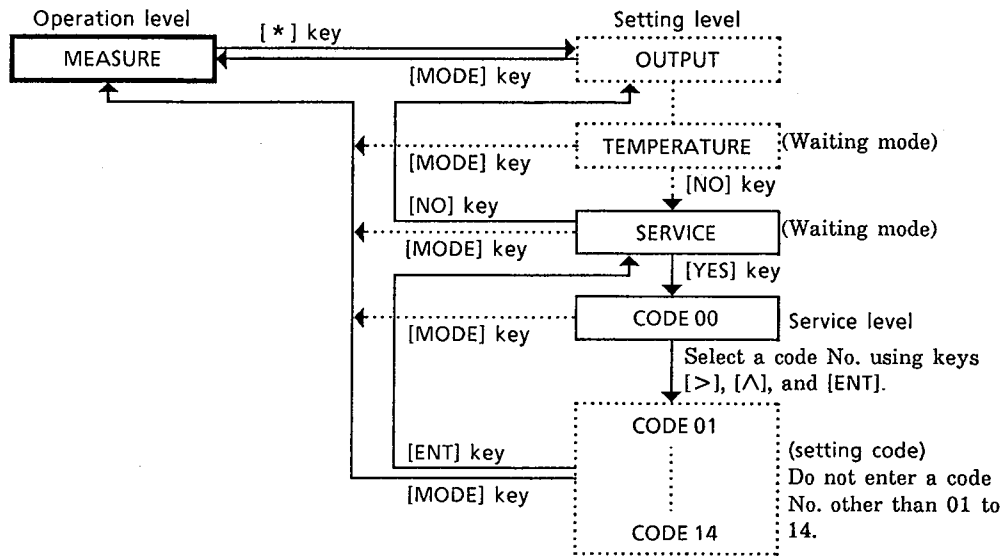 Operation level
Setting level
[ * ] key
MEASURE
OUTPUT
[MODE] key
TEMPERATURE
(Waiting mode)
[MODE] key
[NO] key
[NO] key
SERVICE
(Waiting mode)
[MODE] key
[YES] key
CODE 00
Service level
[MODE] key
Select a code No. using keys
[>], [Λ], and [ENT].
CODE 01
[ENT] key
(setting code)
[MODE] key
Do not enter a code
No. other than 01 to
14.
CODE 14